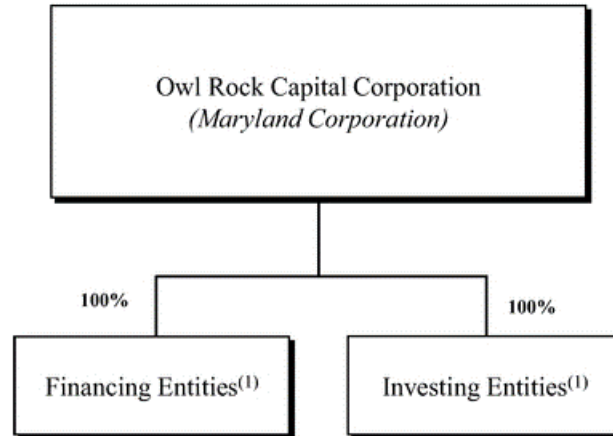 Owl Rock Capital Corporation
(Maryland Corporation)
100%
100%
Financing Entities(1)
Investing Entities(1)